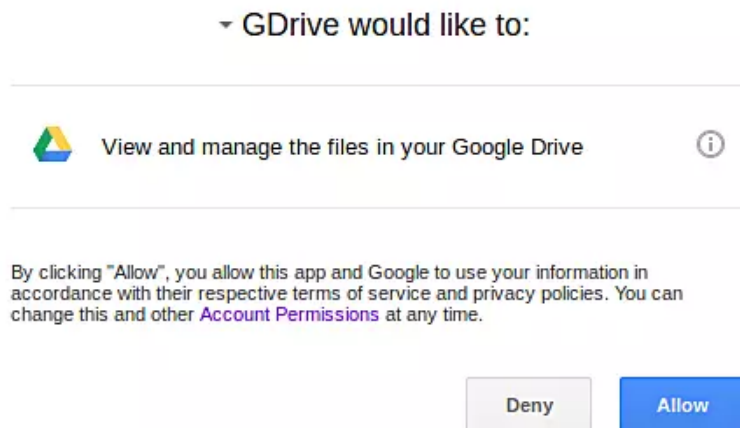 GDrive would like to:
View and manage the files in your Google Drive
By clicking "Allow", you allow this app and Google to use your information in
accordance with their respective terms of service and privacy policies. You can
change this and other Account Permissions at any time.
Deny
Allow